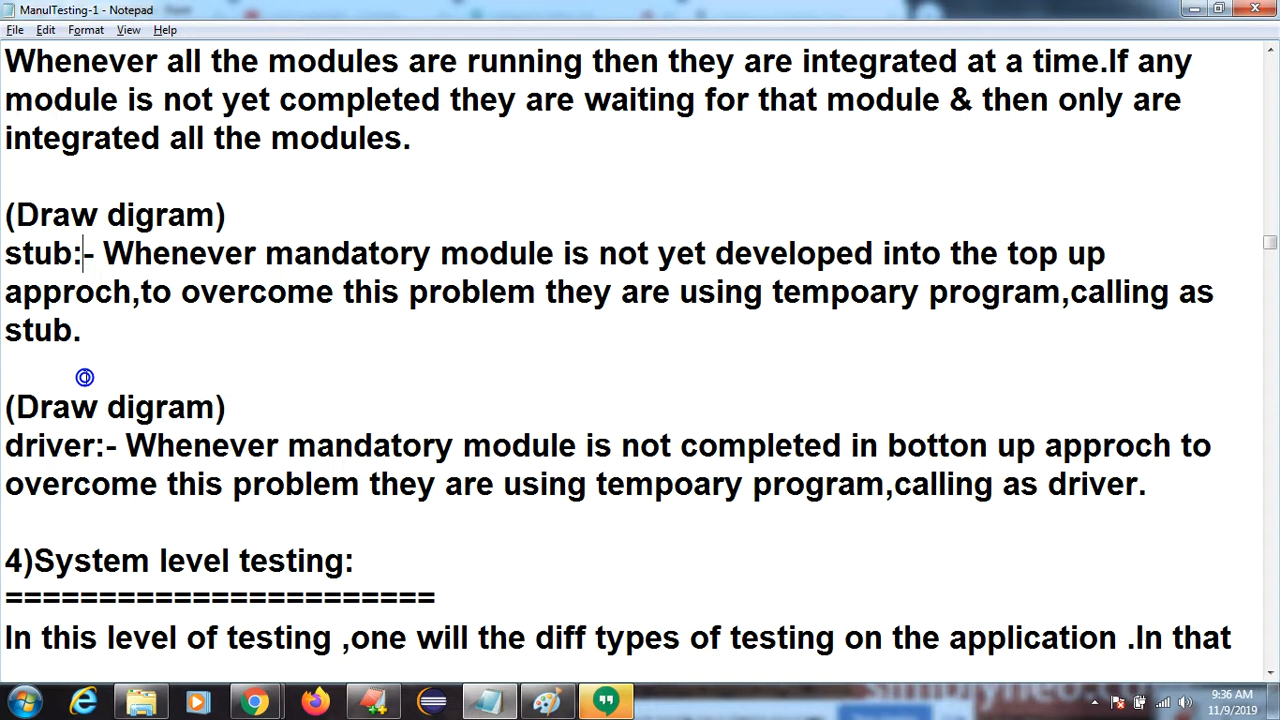 ManulTesting-1 - Notepad
File Edit Format View Help
Whenever all the modules are running then they are integrated at a time.If any
module is not yet completed they are waiting for that module & then only are
integrated all the modules.
(Draw digram)
stub:- Whenever mandatory module is not yet developed into the top up
approch,to overcome this problem they are using tempoary program,calling as
stub.
(Draw digram)
driver:- Whenever mandatory module is not completed in botton up approch to
overcome this problem they are using tempoary program,calling as driver.
4)System level testing:
=======================
In this level of testing ,one will the diff types of testing on the application .In that
9:36 AM
11/9/2019